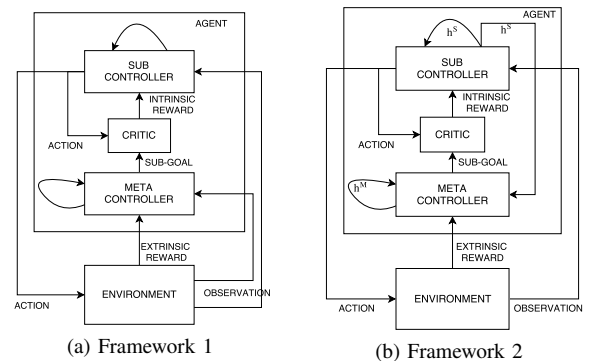 AGENT
SUB
CONTROLLER
INTRINSIC
REWARD
CRITIC
ACTION
SUB-GOAL
META
CONTROLLER
EXTRINSIC
REWARD
ENVIRONMENT
OBSERVATION
ACTION
(a) Framework 1
AGENT
h^S
h^S
SUB
CONTROLLER
INTRINSIC
REWARD
CRITIC
ACTION
SUB-GOAL
META
CONTROLLER
h^M
EXTRINSIC
REWARD
ENVIRONMENT
ACTION
OBSERVATION
(b) Framework 2